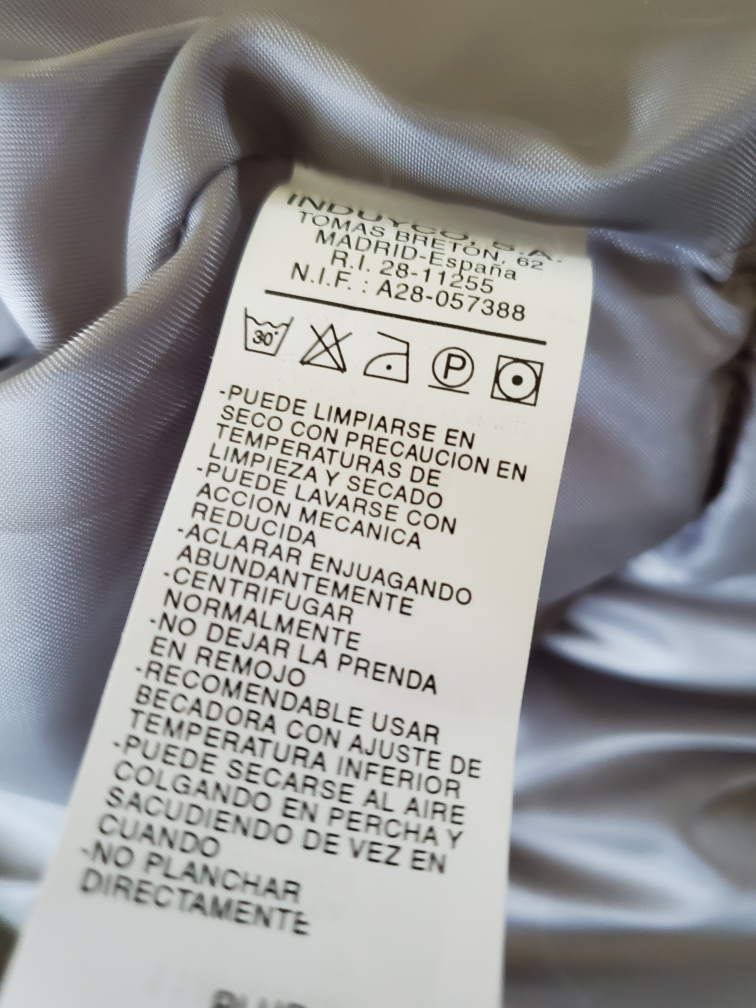 INDUYCO, S.A.
TOMAS BRETON, 62
MADRID-España
R.I. 28-11255
N.I.F. : A28-057388
30°
P
-PUEDE LIMPIARSE EN
SECO CON PRECAUCION EN
TEMPERATURAS DE
LIMPIEZA Y SECADO
-PUEDE LAVARSE CON
ACCION MECANICA
REDUCIDA
-ACLARAR ENJUAGANDO
ABUNDANTEMENTE
-CENTRIFUGAR
NORMALMENTE
-NO DEJAR LA PRENDA
EN REMOJO
-RECOMENDABLE USAR
BECADORA CON AJUSTE DE
TEMPERATURA INFERIOR
-PUEDE SECARSE AL AIRE
COLGANDO EN PERCHA Y
SACUDIENDO DE VEZ EN
CUANDO
-NO PLANCHAR
DIRECTAMENTE